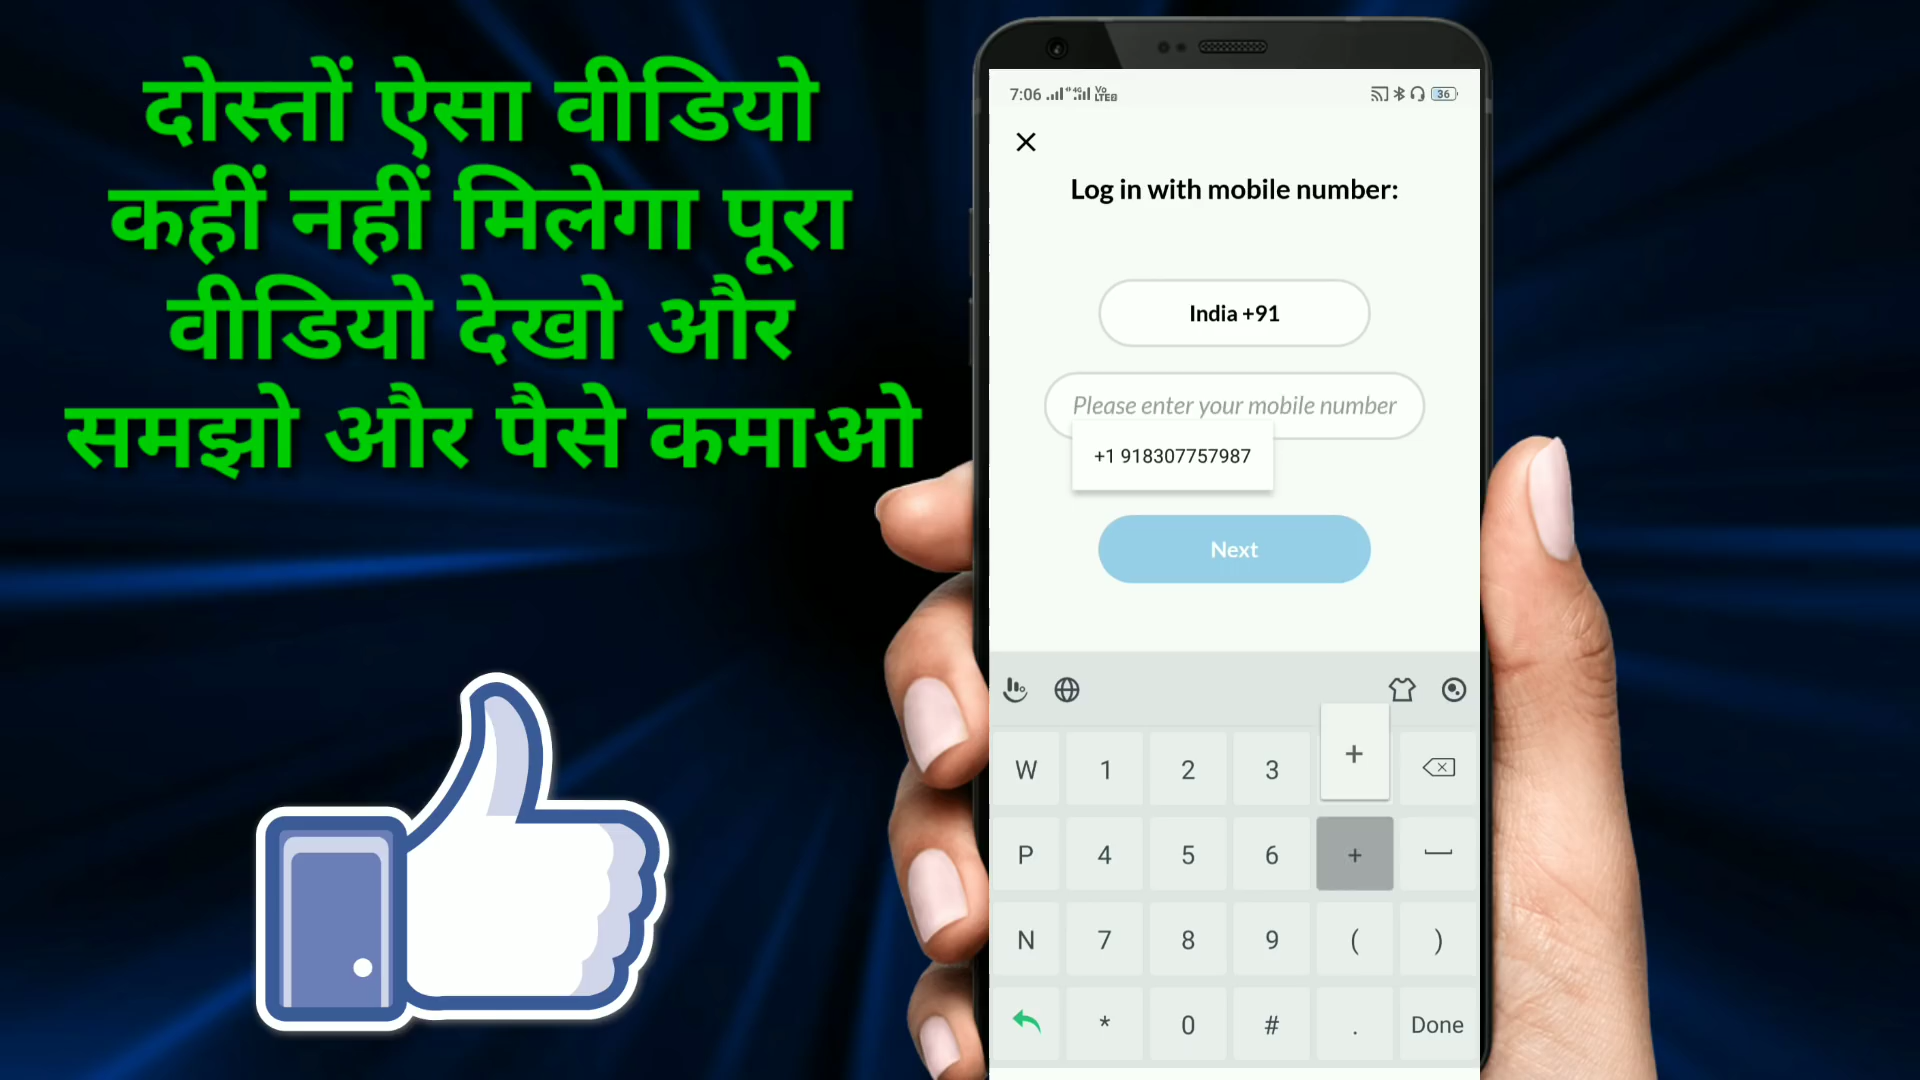 दोस्तों ऐसा वीडियो
कहीं नहीं मिलेगा पूरा
वीडियो देखो और
समझो और पैसे कमाओ
7:06
36
Log in with mobile number:
India +91
Please enter your mobile number
+1 918307757987
Next
W 1 2 3 +
P 4 5 6 +
N 7 8 9 ( )
* 0 # . Done